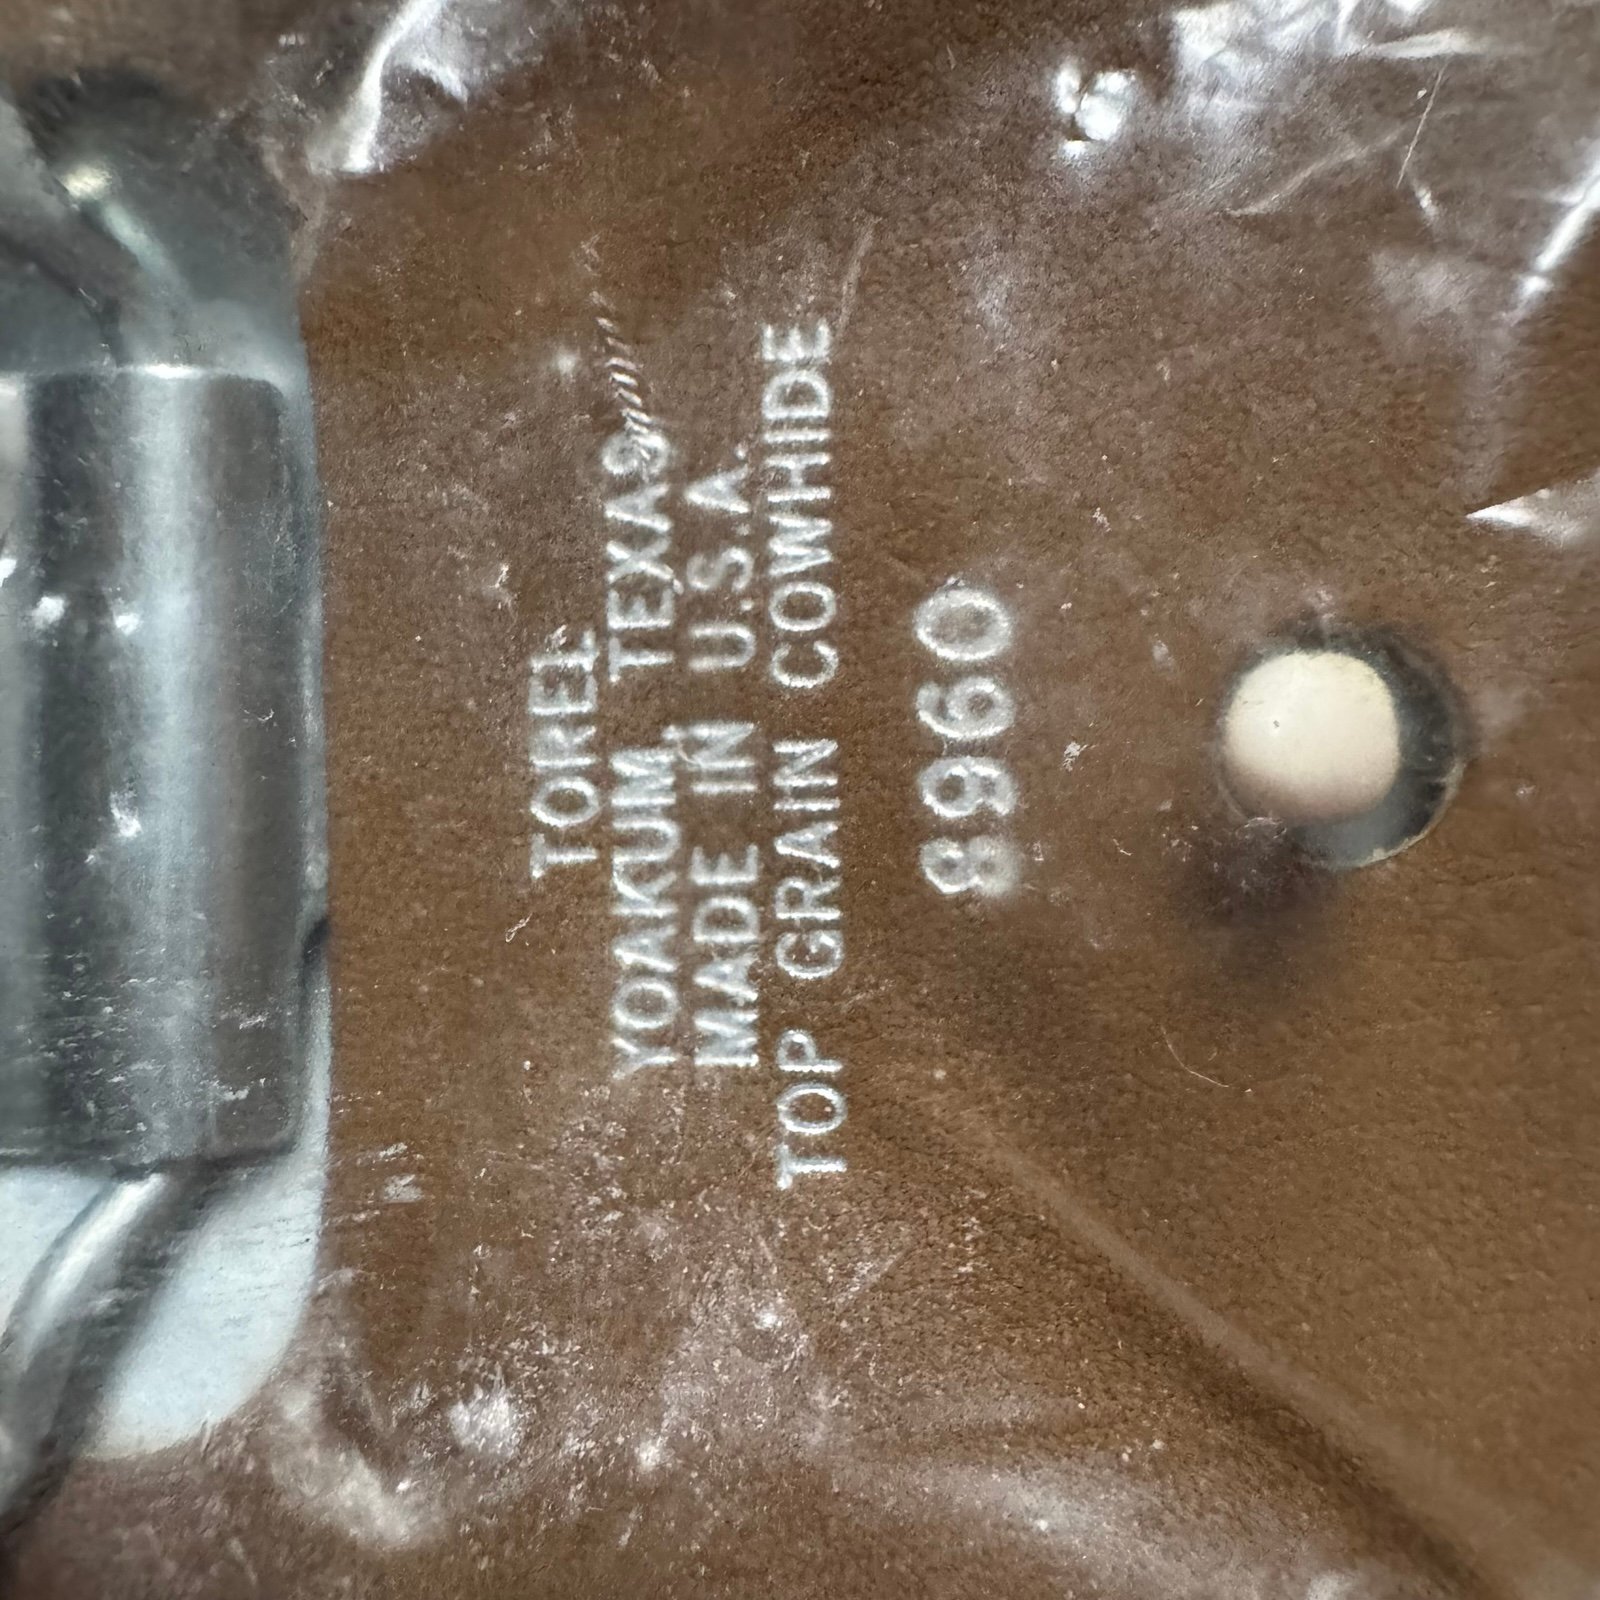 TOREL
YOAKUM, TEXAS
MADE IN U.S.A.
TOP GRAIN COWHIDE
8960